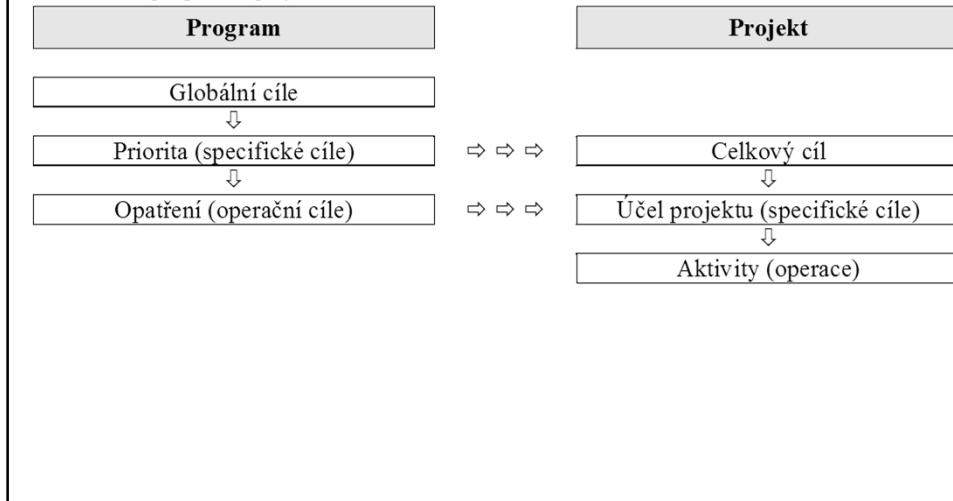 Program Projekt
Globální cíle
⇩
Priorita (specifické cíle) ⇨ ⇨ ⇨ Celkový cíl
⇩ ⇩
Opatření (operační cíle) ⇨ ⇨ ⇨ Účel projektu (specifické cíle)
⇩
Aktivity (operace)